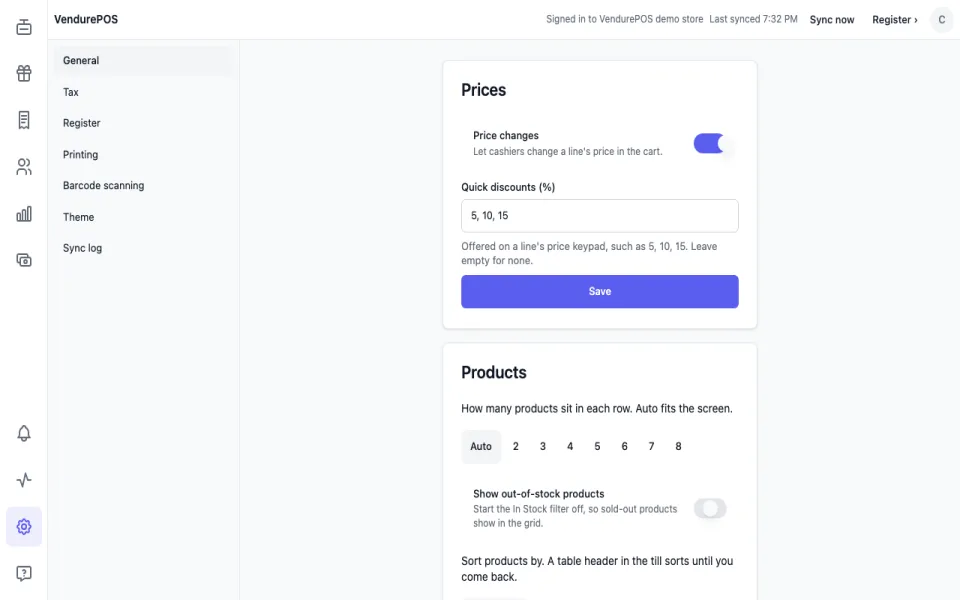 VendurePOS
Signed in to VendurePOS demo store Last synced 7:32 PM Sync now Register › C
General
Tax
Register
Printing
Barcode scanning
Theme
Sync log
Prices
Price changes
Let cashiers change a line's price in the cart.
Quick discounts (%)
5, 10, 15
Offered on a line's price keypad, such as 5, 10, 15. Leave
empty for none.
Save
Products
How many products sit in each row. Auto fits the screen.
Auto 2 3 4 5 6 7 8
Show out-of-stock products
Start the In Stock filter off, so sold-out products
show in the grid.
Sort products by. A table header in the till sorts until you
come back.